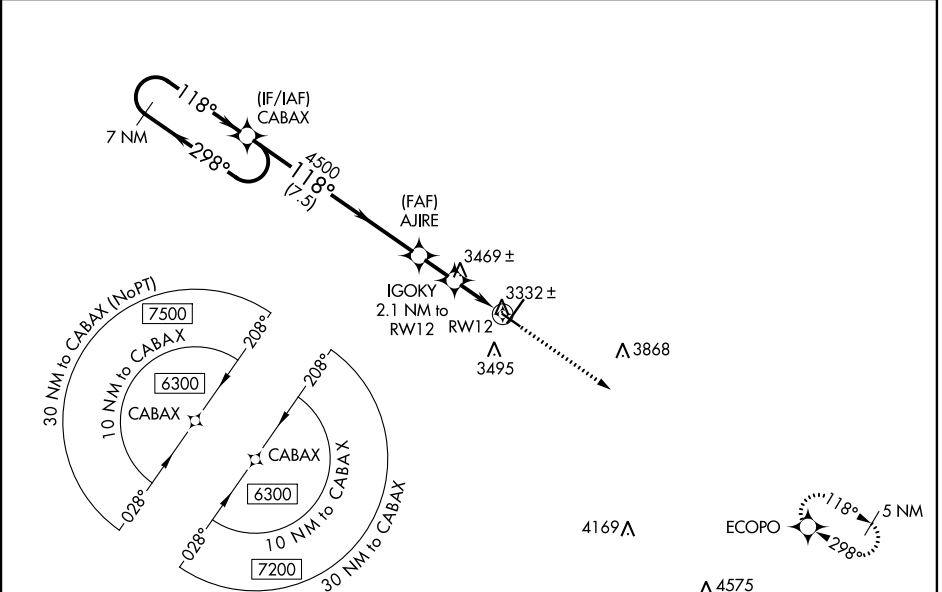 118°
(IF/IAF)
CABAX
7 NM
298°
4500
118°
(7.5)
(FAF)
AJIRE
3469 ±
IGOKY
2.1 NM to
RW12
3332 ±
RW12
3495
3868
30 NM to CABAX (NoPT)
7500
10 NM to CABAX
6300
208°
CABAX
028°
208°
CABAX
6300
10 NM to CABAX
028°
7200
30 NM to CABAX
4169
ECOPO
118°
5 NM
298°
4575